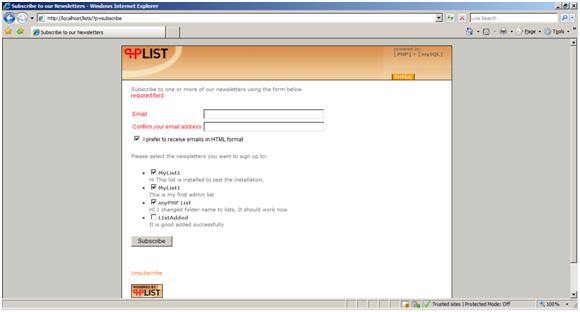 Subscribe to our Newsletters - Windows Internet Explorer
http://localhost/lists/?p=subscribe
Live Search
Subscribe to our Newsletters
Page
Tools
PHPLIST
powered by
[ PHP ] + [ mySQL ]
PHPlist
Subscribe to one or more of our newsletters using the form below
required field
Email
Confirm your email address
I prefer to receive emails in HTML format
Please select the newsletters you want to sign up to:
MyList1
Hi This list is installed to test the installation.
MyList1
This is my first admin list
myPHP List
HI I changed folder name to lists. It should work now
LIstAdded
It is good added successfully
Subscribe
Unsubscribe
POWERED BY
PHPLIST
Trusted sites | Protected Mode: Off
100%